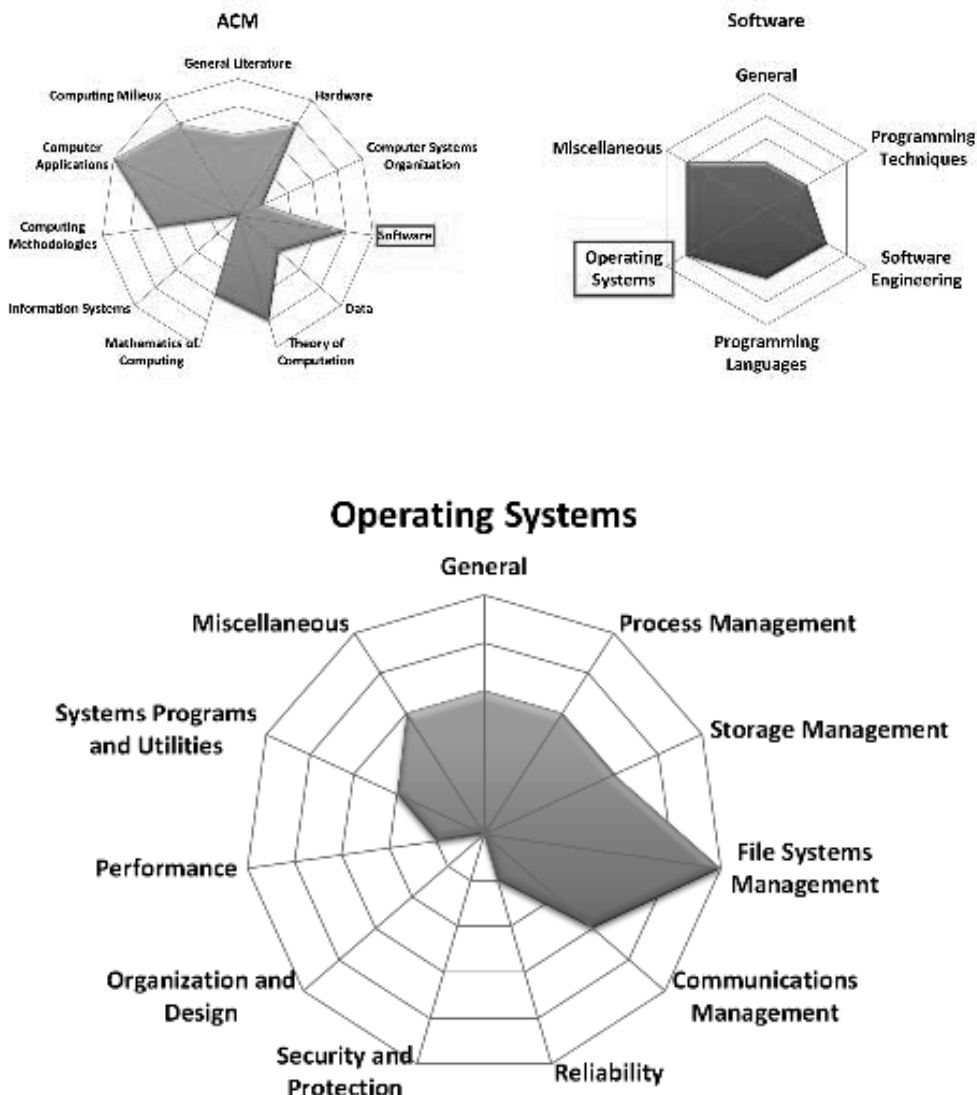 ACM
General Literature
Computing Milieux
Hardware
Computer
Applications
Computer Systems
Organization
Computing
Methodologies
Software
Information Systems
Data
Mathematics of
Computing
Theory of
Computation
Software
General
Miscellaneous
Programming
Techniques
Operating
Systems
Software
Engineering
Programming
Languages
Operating Systems
General
Miscellaneous
Process Management
Systems Programs
and Utilities
Storage Management
Performance
File Systems
Management
Organization and
Design
Communications
Management
Security and
Protection
Reliability